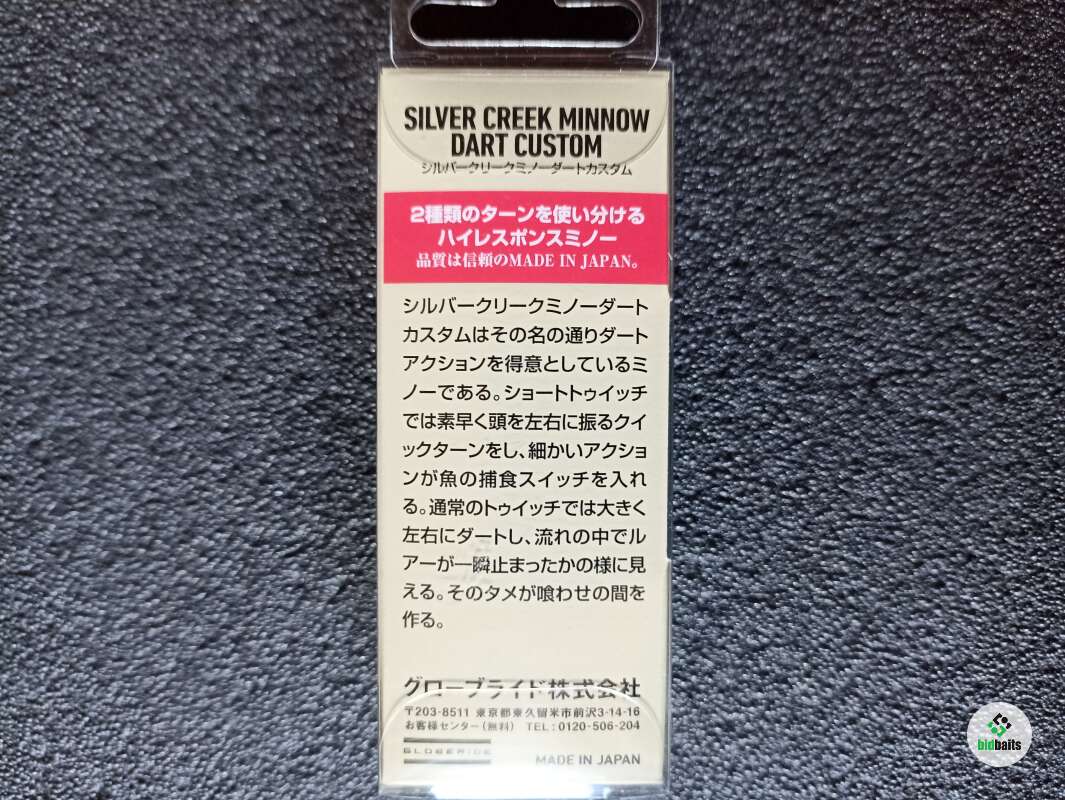 SILVER CREEK MINNOW
DART CUSTOM
シルバークリークミノーダートカスタム
2種類のターンを使い分ける
ハイレスポンスミノー
品質は信頼のMADE IN JAPAN。
シルバークリークミノーダート
カスタムはその名の通りダート
アクションを得意としているミ
ノーである。ショートトゥイッチ
では素早く頭を左右に振るクイ
ックターンをし、細かいアクショ
ンが魚の捕食スイッチを入れ
る。通常のトゥイッチでは大きく
左右にダートし、流れの中でル
アーが一瞬止まったかの様に見
える。そのタメが喰わせの間を
作る。
グローブライド株式会社
〒203-8511 東京都東久留米市前沢3-14-16
お客様センター(無料) TEL:0120-506-204
GLOBERIDE
MADE IN JAPAN
bidbaits